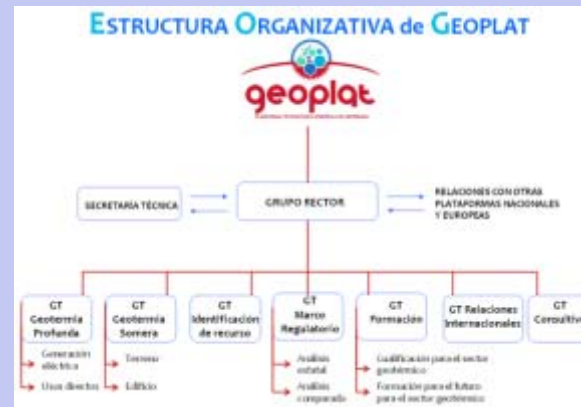 ESTRUCTURA ORGANIZATIVA de GEOPLAT
geoplat
SECRETARÍA TÉCNICA
GRUPO RECTOR
RELACIONES CON OTRAS
PLATAFORMAS NACIONALES
Y EUROPEAS
GT
Geotermia
Profunda
GT
Geotermia
Somera
GT
Identificación
de recurso
GT
Marco
Regulatorio
GT
Formación
GT Relaciones
Internacionales
GT
Consultivo
Generación
eléctrica
Usos directos
Terreno
Edificio
Análisis
estatal
Análisis
comparado
Cualificación para el sector
geotérmico
Formación para el futuro
para el sector geotérmico